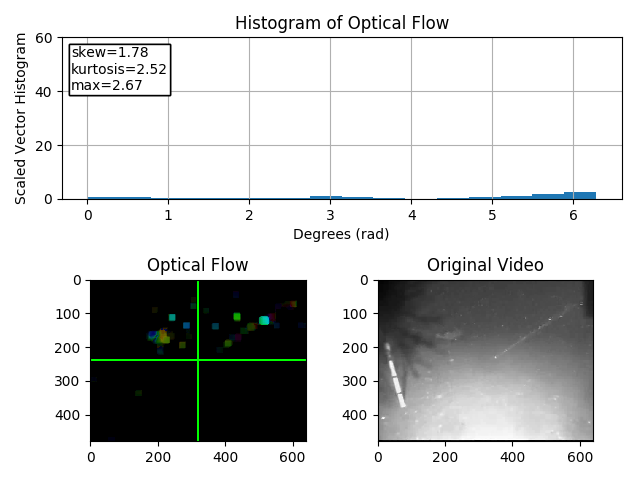 Histogram of Optical Flow
Scaled Vector Histogram
60
40
20
0
skew=1.78
kurtosis=2.52
max=2.67
0 1 2 3 4 5 6
Degrees (rad)
Optical Flow
0
100
200
300
400
0 200 400 600
Original Video
0
100
200
300
400
0 200 400 600